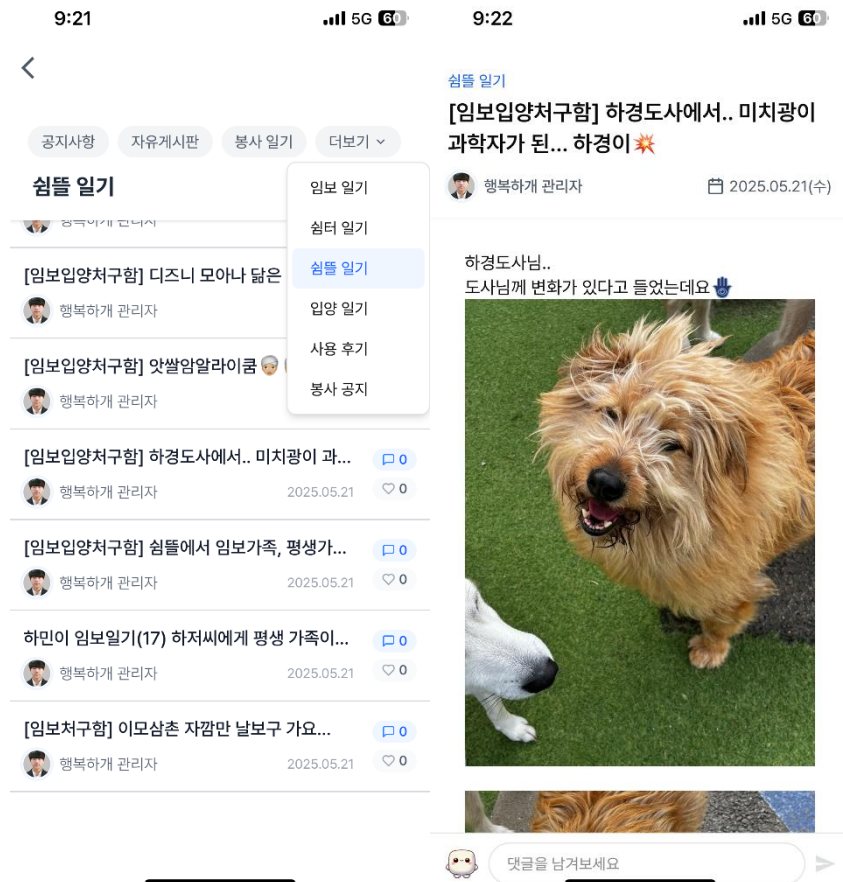 9:21
5G 60
공지사항
자유게시판
봉사 일기
더보기
쉼뜰 일기
임보 일기
쉼터 일기
쉼뜰 일기
입양 일기
사용 후기
봉사 공지
행복하개 관리자
[임보입양처구함] 디즈니 모아나 닮은
행복하개 관리자
[임보입양처구함] 앗쌀암알라이쿰
행복하개 관리자
[임보입양처구함] 하경도사에서.. 미치광이 과...
0
행복하개 관리자
2025.05.21
0
[임보입양처구함] 쉼뜰에서 임보가족, 평생가...
0
행복하개 관리자
2025.05.21
0
하민이 임보일기(17) 하저씨에게 평생 가족이...
0
행복하개 관리자
2025.05.21
0
[임보처구함] 이모삼촌 자깜만 날보구 가요...
0
행복하개 관리자
2025.05.21
0
9:22
5G 60
쉼뜰 일기
[임보입양처구함] 하경도사에서.. 미치광이
과학자가 된... 하경이💥
행복하개 관리자
2025.05.21(수)
하경도사님..
도사님께 변화가 있다고 들었는데요🪬
댓글을 남겨보세요